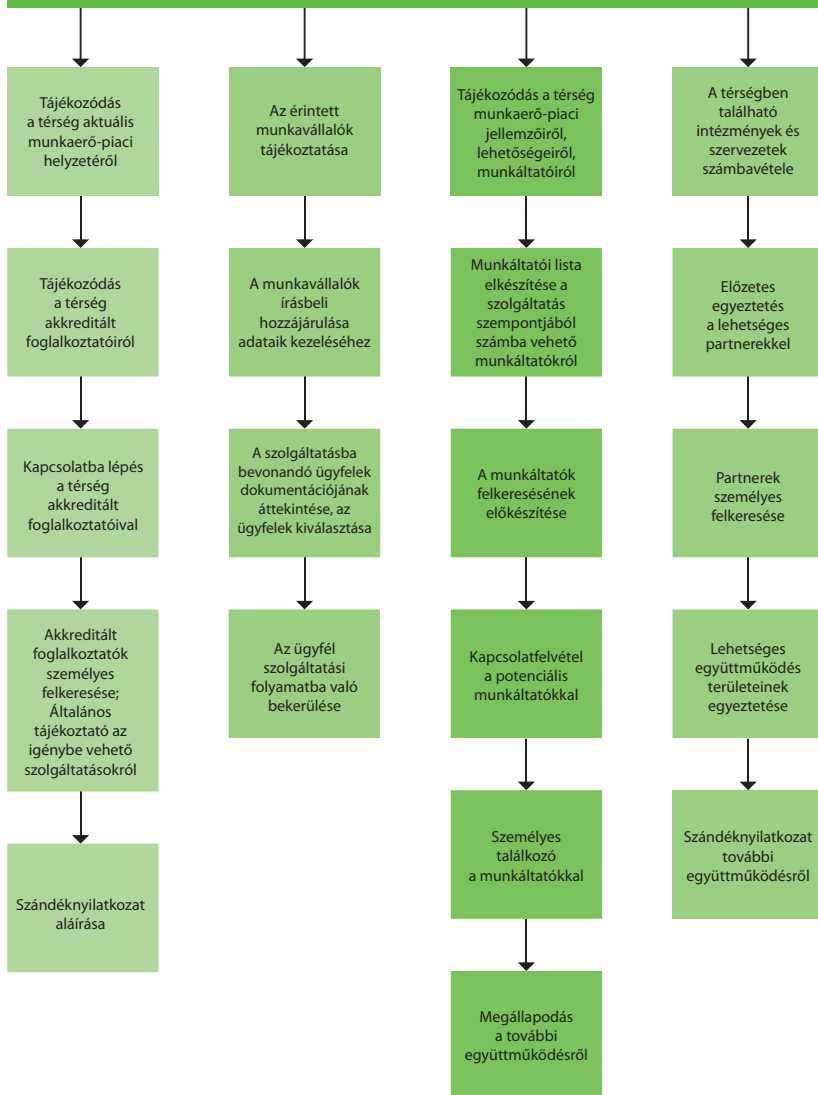 Tájékozódás
a térség aktuális
munkaerő-piaci
helyzetéről
Tájékozódás
a térség
akkreditált
foglalkoztatóiról
Kapcsolatba lépés
a térség
akkreditált
foglalkoztatóival
Akkreditált
foglalkoztatók
személyes
felkeresése;
Általános
tájékoztató az
igénybe vehető
szolgáltatásokról
Szándéknyilatkozat
aláírása
Az érintett
munkavállalók
tájékoztatása
A munkavállalók
írásbeli
hozzájárulása
adataik kezeléséhez
A szolgáltatásba
bevonandó ügyfelek
dokumentációjának
áttekintése, az
ügyfelek kiválasztása
Az ügyfél
szolgáltatási
folyamatba való
bekerülése
Tájékozódás a térség
munkaerő-piaci
jellemzőiről,
lehetőségeiről,
munkáltatóiról
Munkáltatói lista
elkészítése a
szolgáltatás
szempontjából
számba vehető
munkáltatókról
A munkáltatók
felkeresésének
előkészítése
Kapcsolatfelvétel
a potenciális
munkáltatókkal
Személyes
találkozó
a munkáltatókkal
Megállapodás
a további
együttműködésről
A térségben
található
intézmények és
szervezetek
számbavétele
Előzetes
egyeztetés
a lehetséges
partnerekkel
Partnerek
személyes
felkeresése
Lehetséges
együttműködés
területeinek
egyeztetése
Szándéknyilatkozat
további
együttműködésről